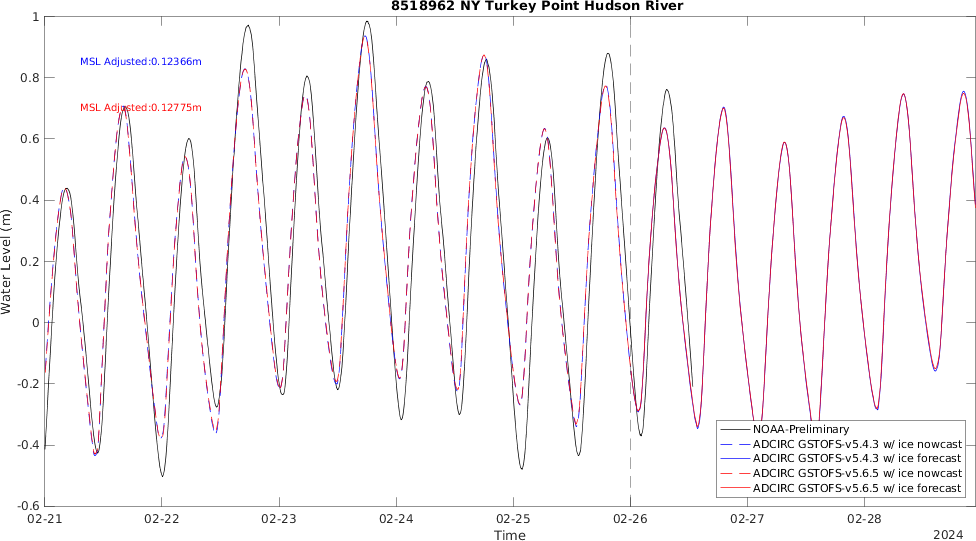 8518962 NY Turkey Point Hudson River
1
0.8
0.6
0.4
0.2
0
-0.2
-0.4
-0.6
Water Level (m)
MSL Adjusted:0.12366m
MSL Adjusted:0.12775m
NOAA-Preliminary
ADCIRC GSTOFS-v5.4.3 w/ ice nowcast
ADCIRC GSTOFS-v5.4.3 w/ ice forecast
ADCIRC GSTOFS-v5.6.5 w/ ice nowcast
ADCIRC GSTOFS-v5.6.5 w/ ice forecast
02-21 02-22 02-23 02-24 02-25 02-26 02-27 02-28
Time
2024